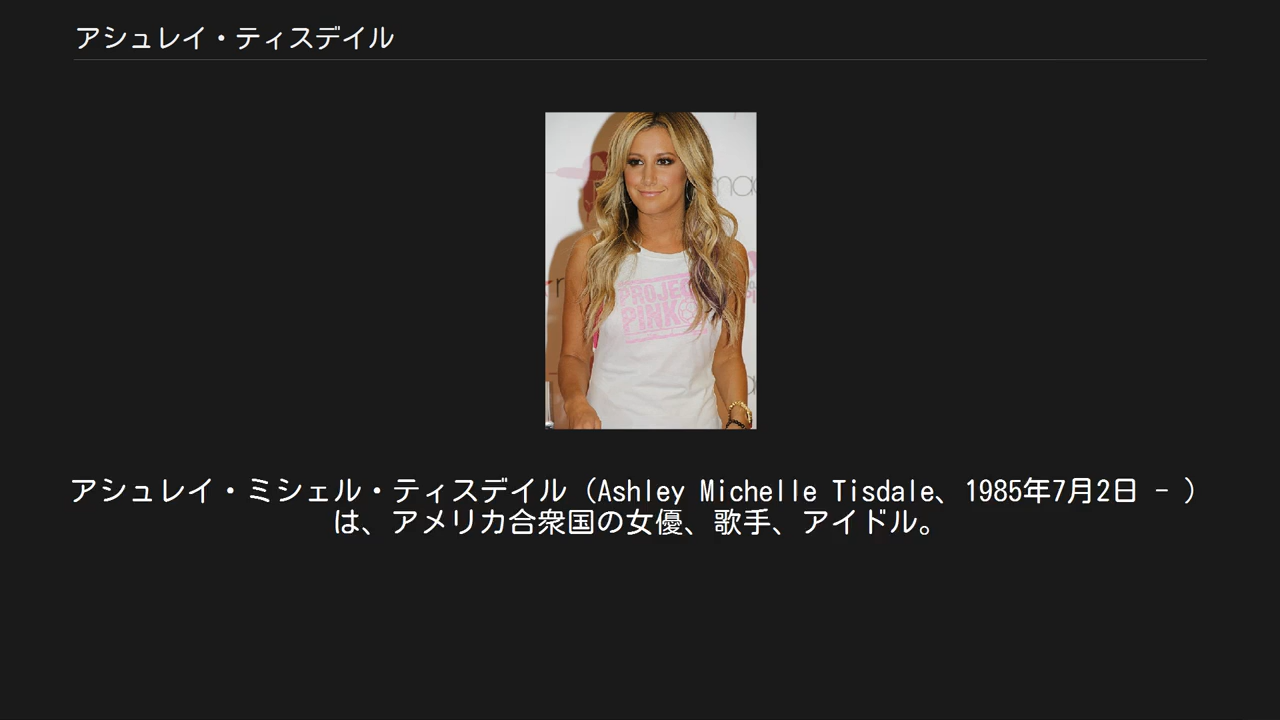 アシュレイ・ティスデイル
PROJEC
PINK
アシュレイ・ミシェル・ティスデイル（Ashley Michelle Tisdale、1985年7月2日 - ）
は、アメリカ合衆国の女優、歌手、アイドル。